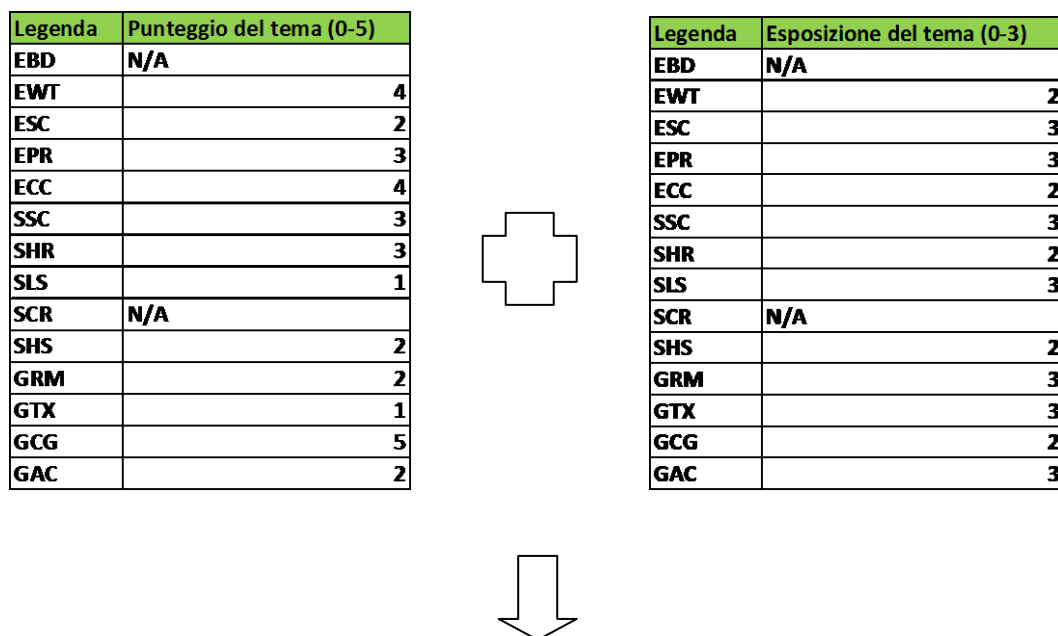 Legenda Punteggio del tema (0-5)
EBD N/A
EWT 4
ESC 2
EPR 3
ECC 4
SSC 3
SHR 3
SLS 1
SCR N/A
SHS 2
GRM 2
GTX 1
GCG 5
GAC 2
Legenda Esposizione del tema (0-3)
EBD N/A
EWT 2
ESC 3
EPR 3
ECC 2
SSC 3
SHR 2
SLS 3
SCR N/A
SHS 2
GRM 3
GTX 3
GCG 2
GAC 3